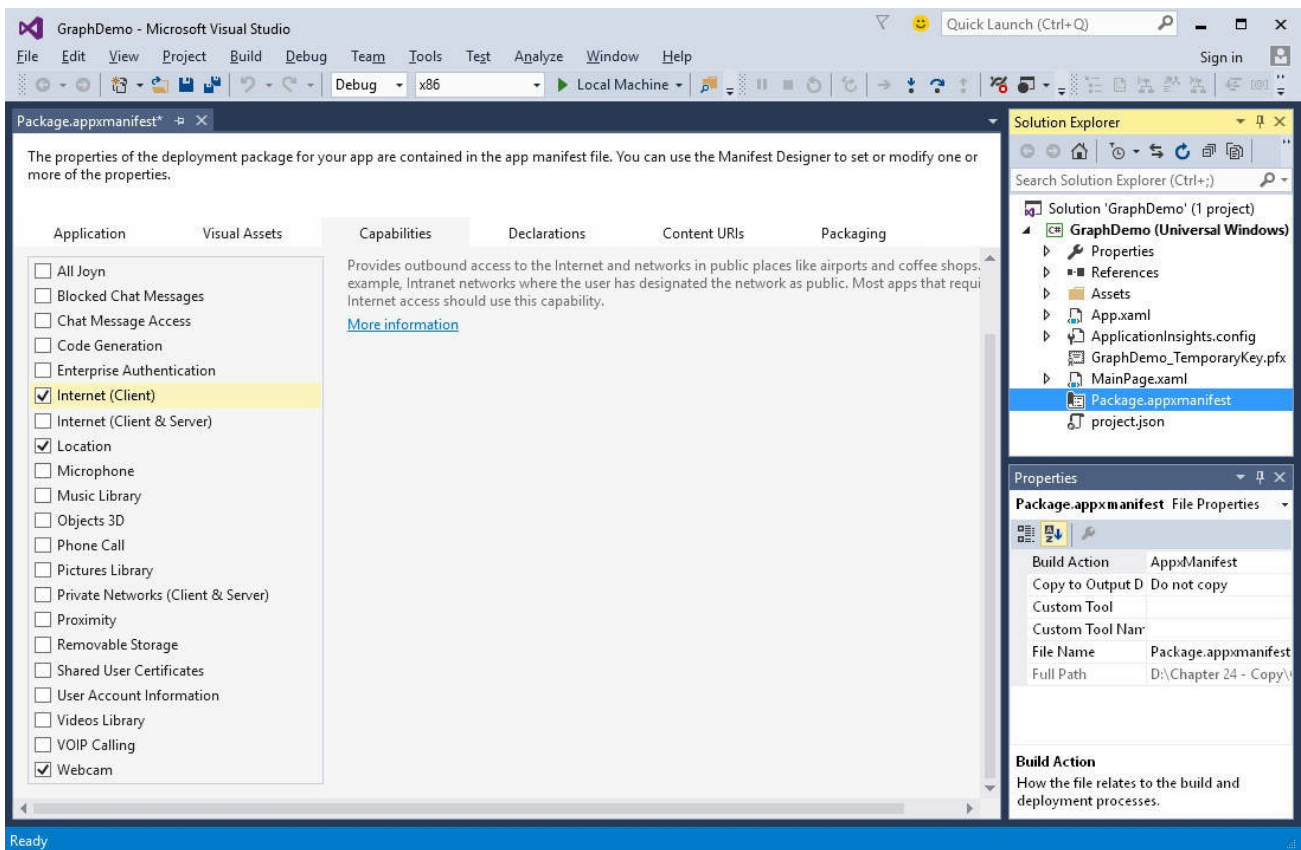 GraphDemo - Microsoft Visual Studio
Quick Launch (Ctrl+Q)
File Edit View Project Build Debug Team Tools Test Analyze Window Help
Sign in
Debug x86 Local Machine
Package.appxmanifest*
The properties of the deployment package for your app are contained in the app manifest file. You can use the Manifest Designer to set or modify one or
more of the properties.
Application Visual Assets Capabilities Declarations Content URIs Packaging
All Joyn
Blocked Chat Messages
Chat Message Access
Code Generation
Enterprise Authentication
Internet (Client)
Internet (Client & Server)
Location
Microphone
Music Library
Objects 3D
Phone Call
Pictures Library
Private Networks (Client & Server)
Proximity
Removable Storage
Shared User Certificates
User Account Information
Videos Library
VOIP Calling
Webcam
Provides outbound access to the Internet and networks in public places like airports and coffee shops.
example, Intranet networks where the user has designated the network as public. Most apps that requi
Internet access should use this capability.
More information
Solution Explorer
Search Solution Explorer (Ctrl+;)
Solution 'GraphDemo' (1 project)
C# GraphDemo (Universal Windows)
Properties
References
Assets
App.xaml
ApplicationInsights.config
GraphDemo_TemporaryKey.pfx
MainPage.xaml
Package.appxmanifest
project.json
Properties
Package.appxmanifest File Properties
Build Action AppxManifest
Copy to Output D Do not copy
Custom Tool
Custom Tool Nam
File Name Package.appxmanifest
Full Path D:\Chapter 24 - Copy\
Build Action
How the file relates to the build and
deployment processes.
Ready